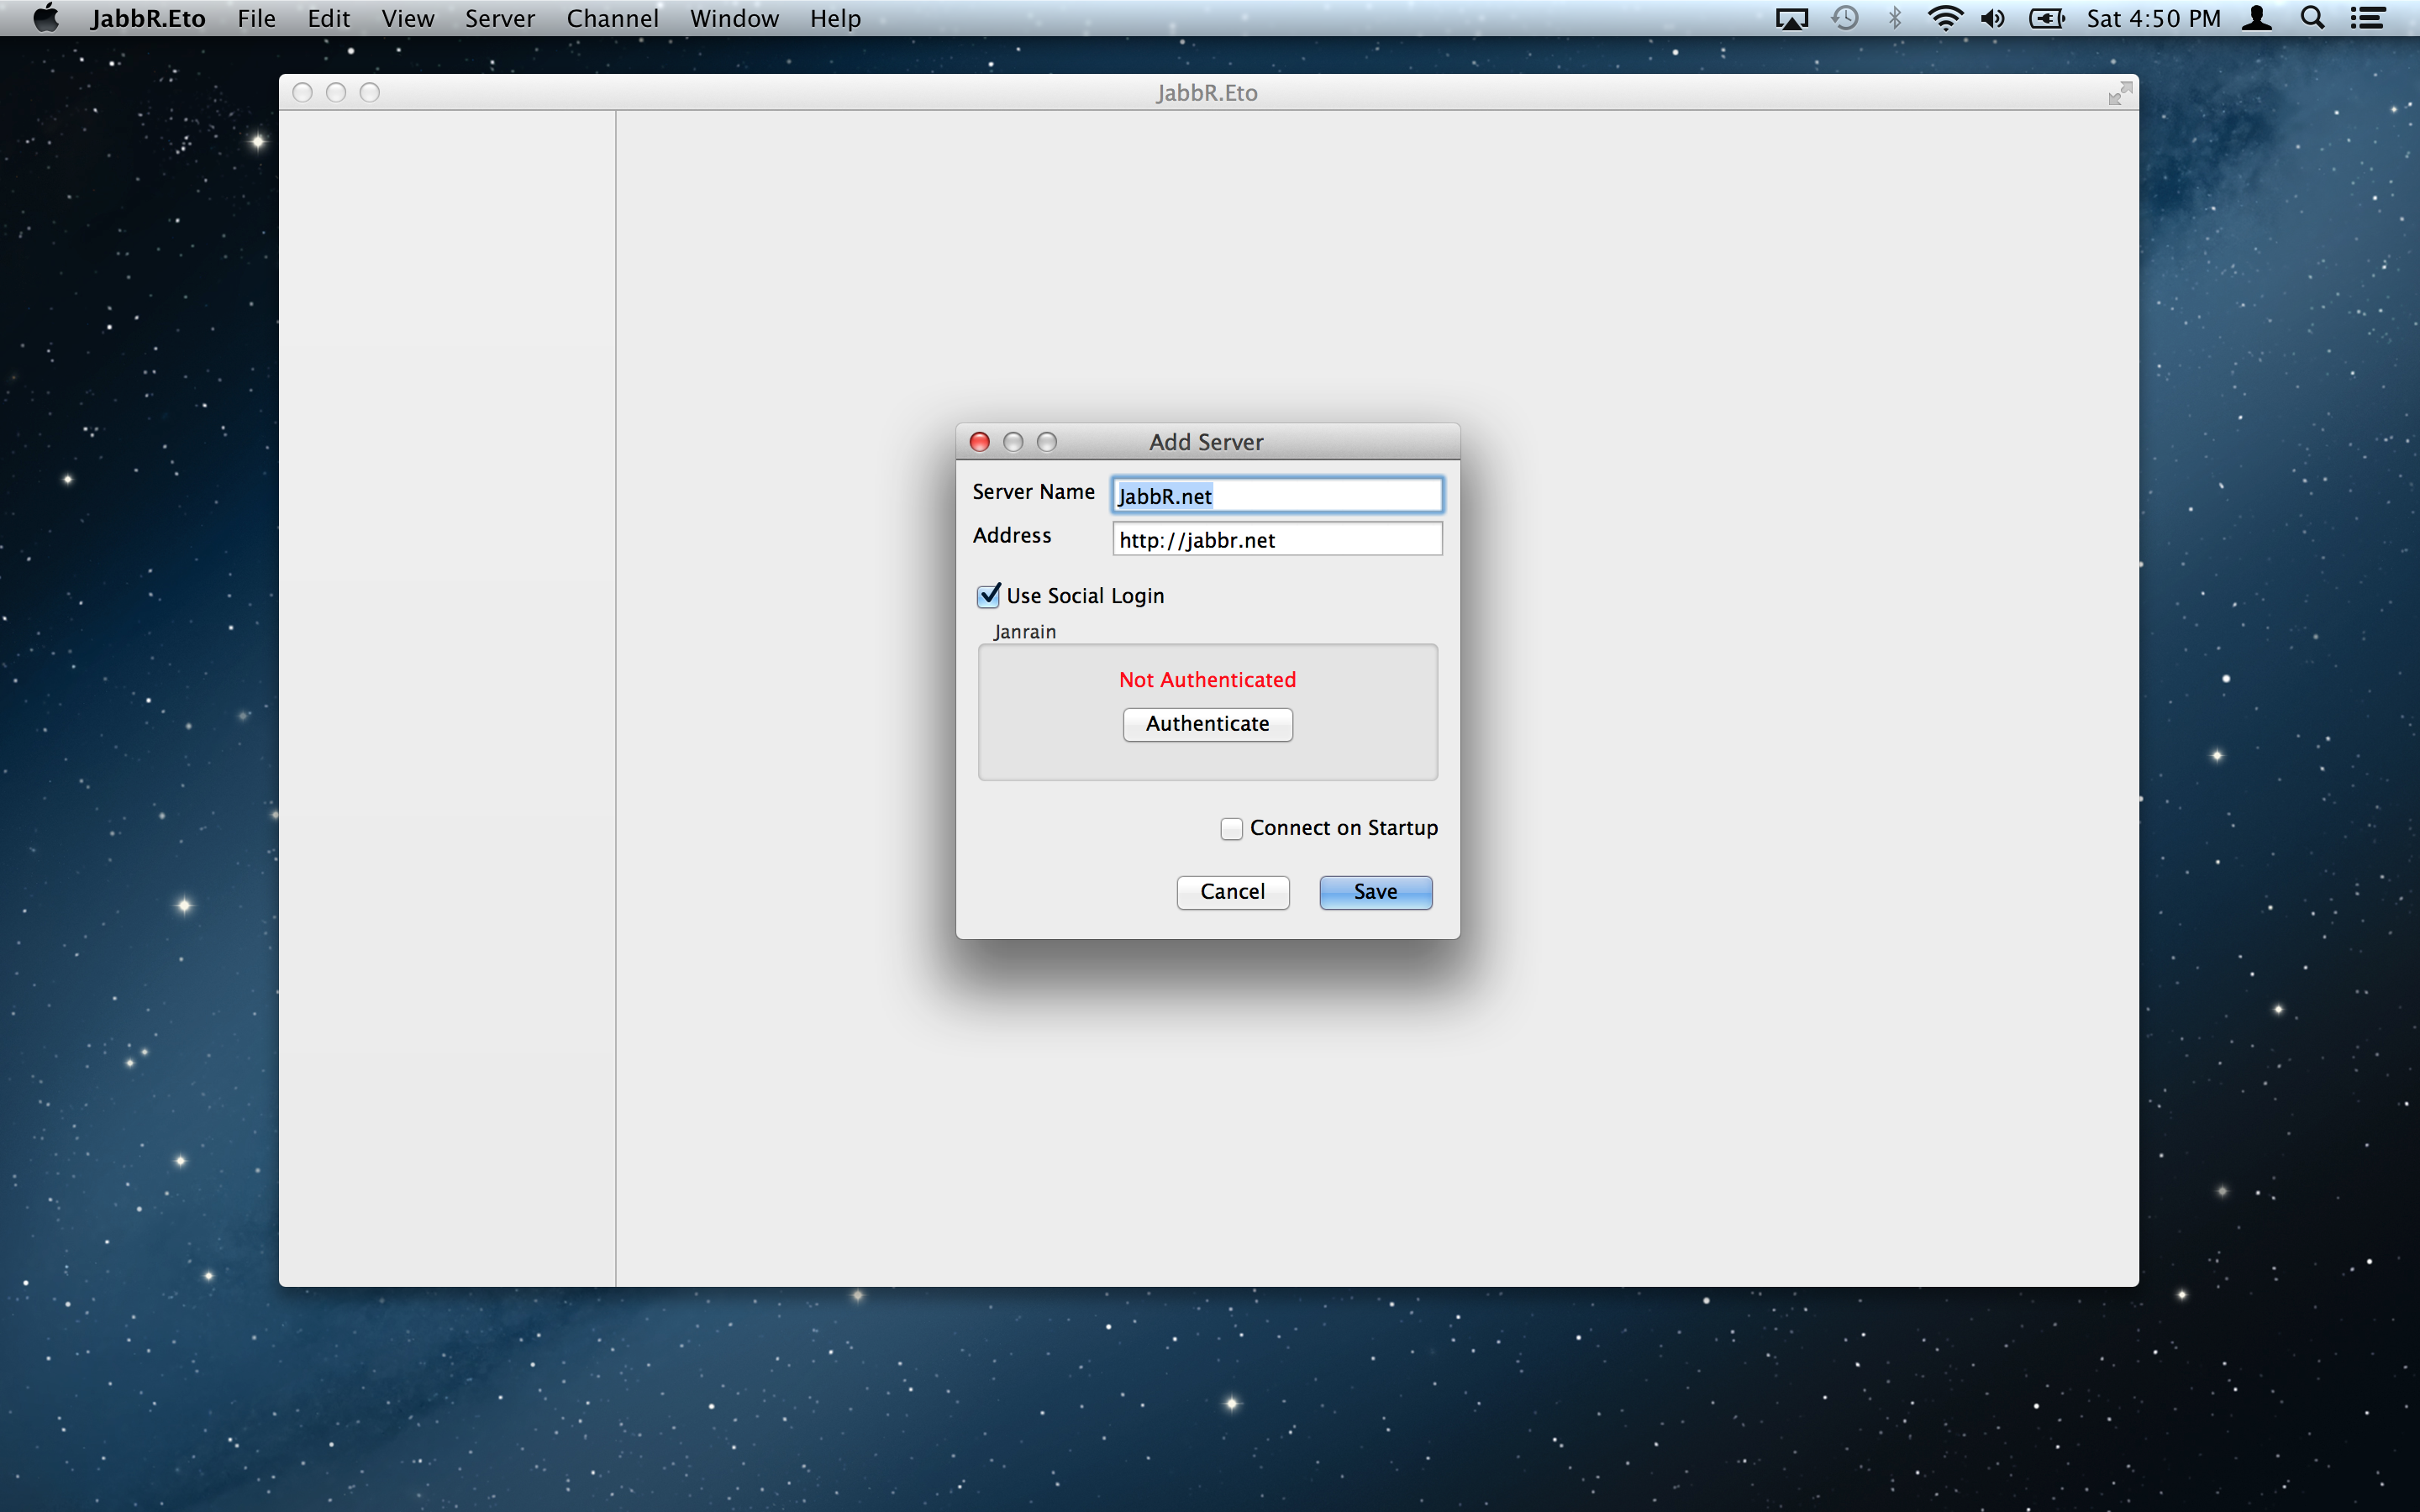 JabbR.Eto File Edit View Server Channel Window Help Sat 4:50 PM
JabbR.Eto
Add Server
Server Name JabbR.net
Address http://jabbr.net
Use Social Login
Janrain
Not Authenticated
Authenticate
Connect on Startup
Cancel Save